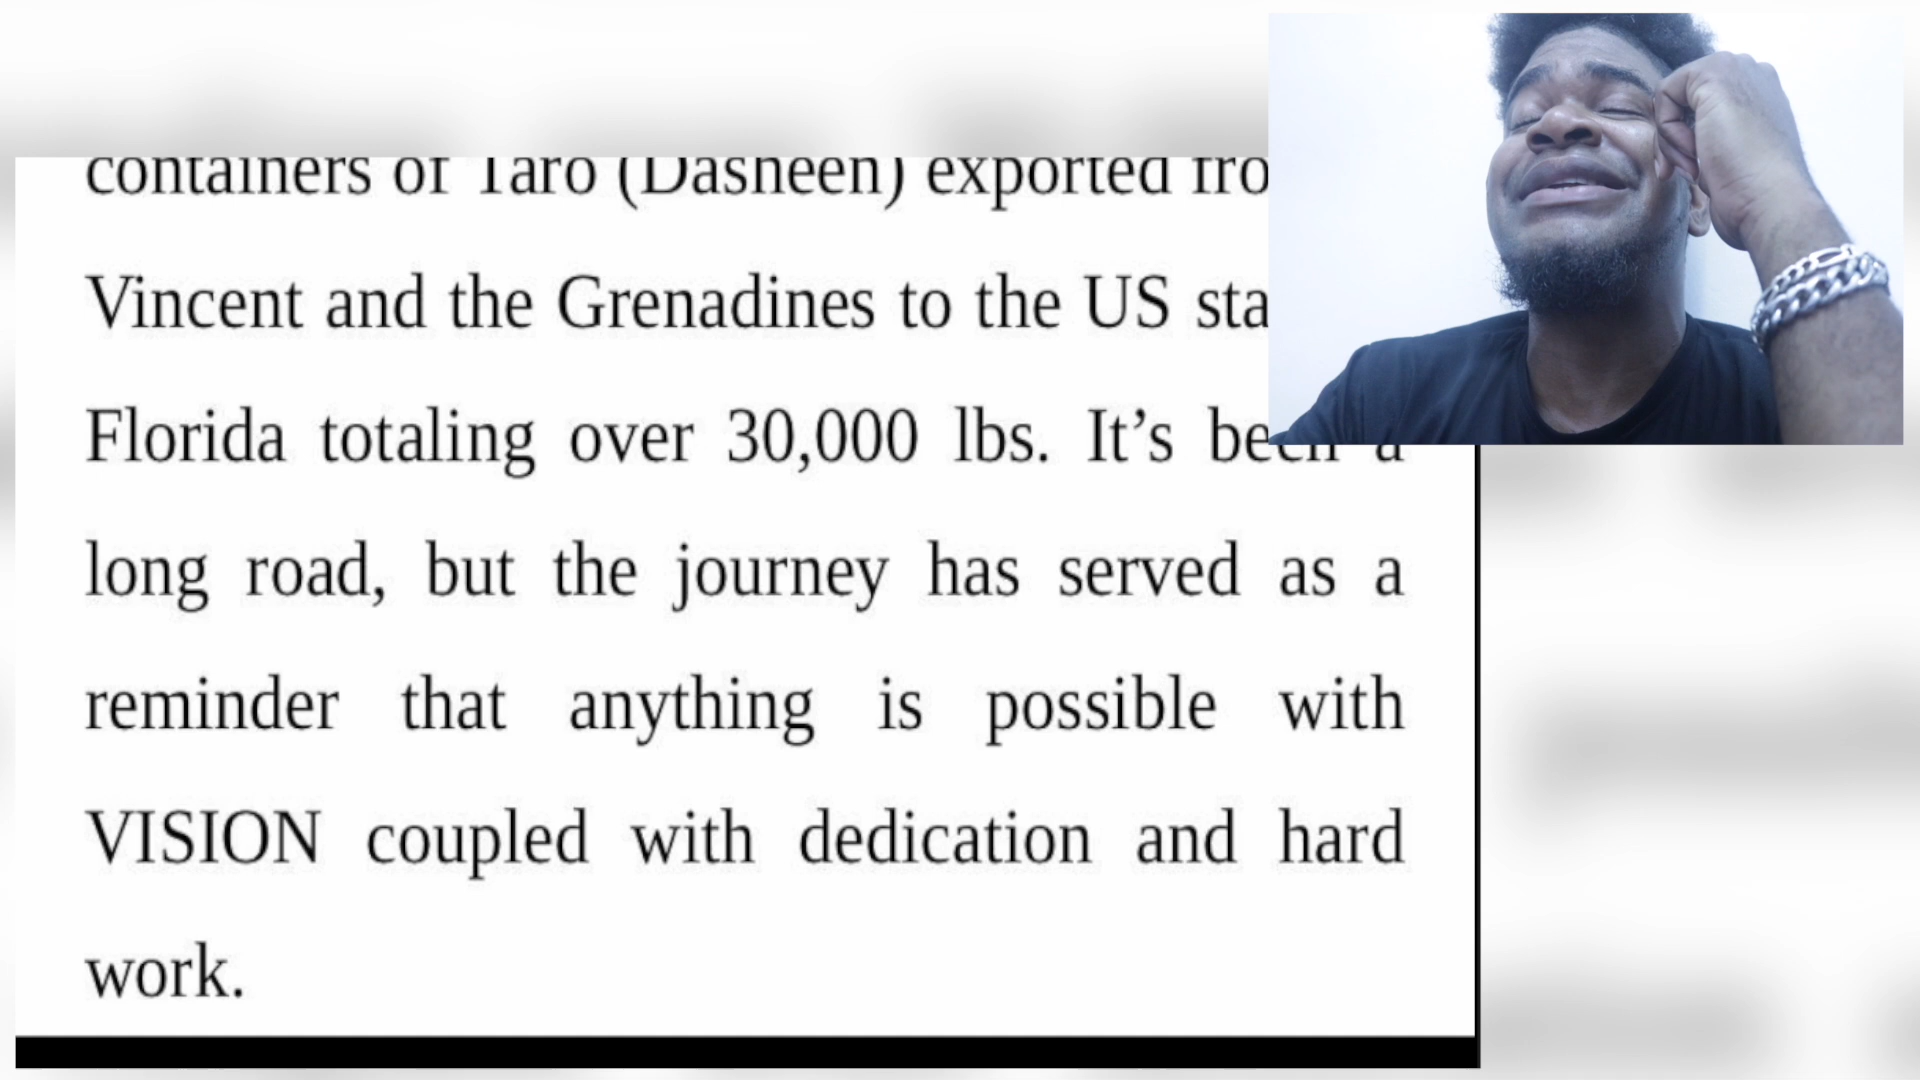 containers of Taro (Dasheen) exported
Vincent and the Grenadines to the US
Florida totaling over 30,000 lbs. It’s been a
long road, but the journey has served as a
reminder that anything is possible with
VISION coupled with dedication and hard
work.